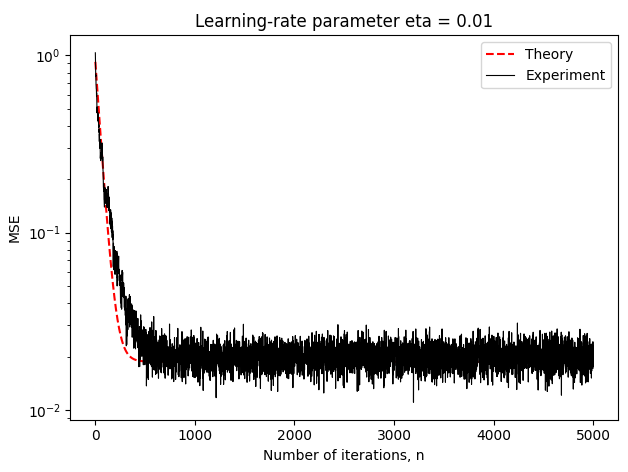 Learning-rate parameter eta = 0.01
Theory
Experiment
10⁰
10⁻¹
10⁻²
MSE
0 1000 2000 3000 4000 5000
Number of iterations, n